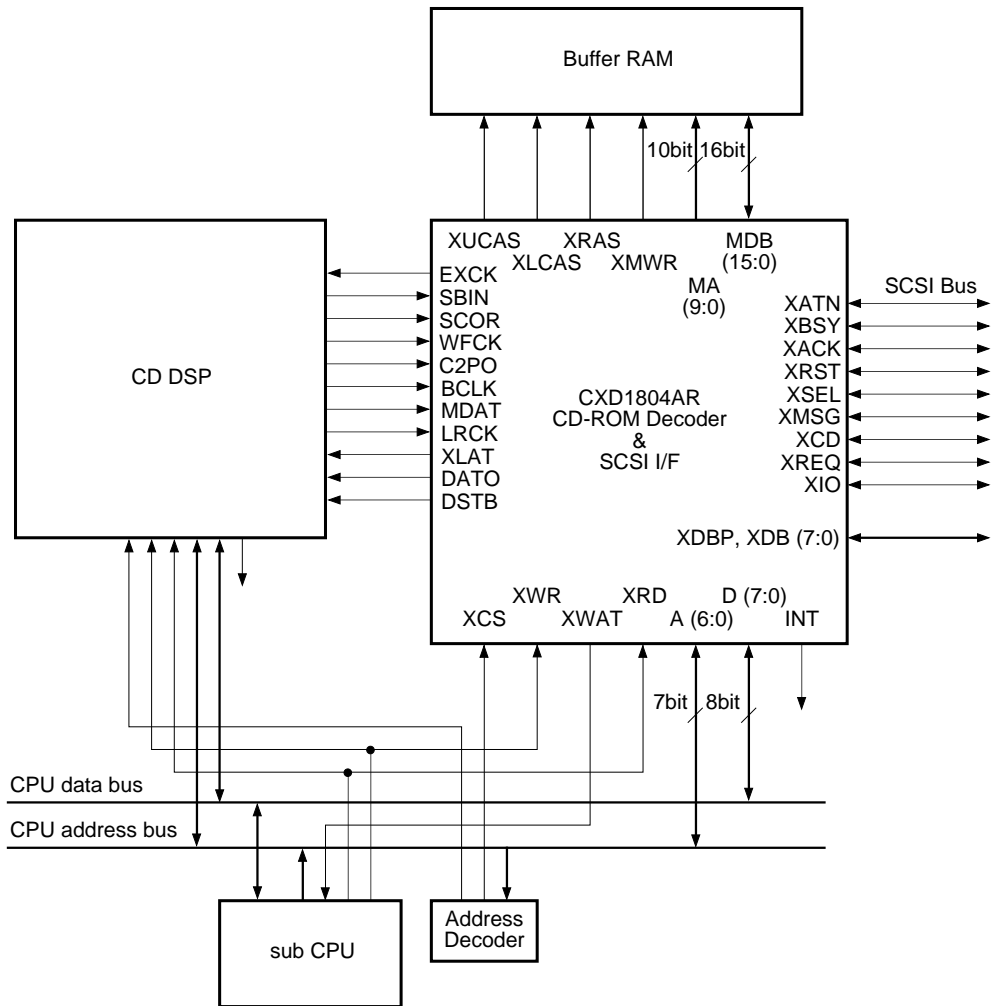 Buffer RAM
10bit 16bit
XUCAS
XRAS
MDB
XLCAS
XMWR
(15:0)
MA
(9:0)
EXCK
SBIN
SCOR
WFCK
C2PO
BCLK
MDAT
LRCK
XLAT
DATO
DSTB
CD DSP
CXD1804AR
CD-ROM Decoder
&
SCSI I/F
SCSI Bus
XATN
XBSY
XACK
XRST
XSEL
XMSG
XCD
XREQ
XIO
XDBP, XDB (7:0)
XWR
XRD
D (7:0)
XCS
XWAT
A (6:0)
INT
7bit 8bit
CPU data bus
CPU address bus
sub CPU
Address
Decoder